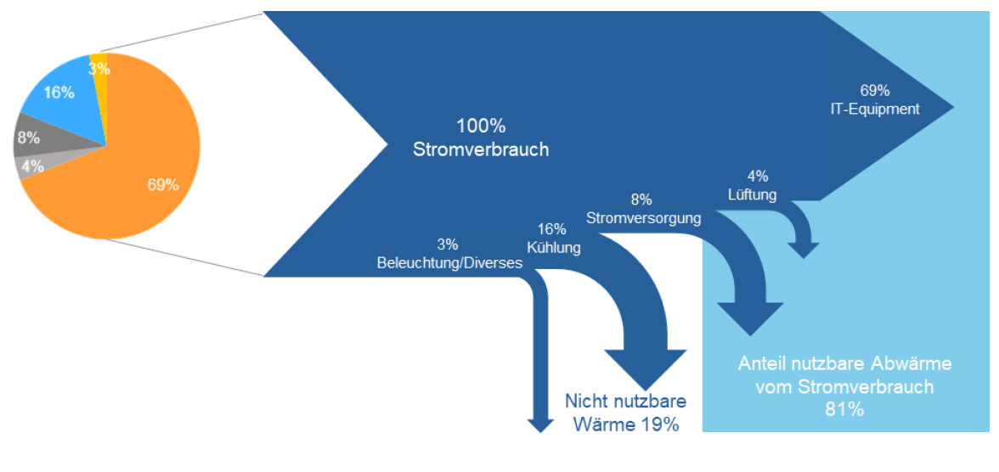 3%
16%
8%
4%
69%
100%
Stromverbrauch
69%
IT-Equipment
4%
Lüftung
8%
Stromversorgung
16%
Kühlung
3%
Beleuchtung/Diverses
Nicht nutzbare
Wärme 19%
Anteil nutzbare Abwärme
vom Stromverbrauch
81%